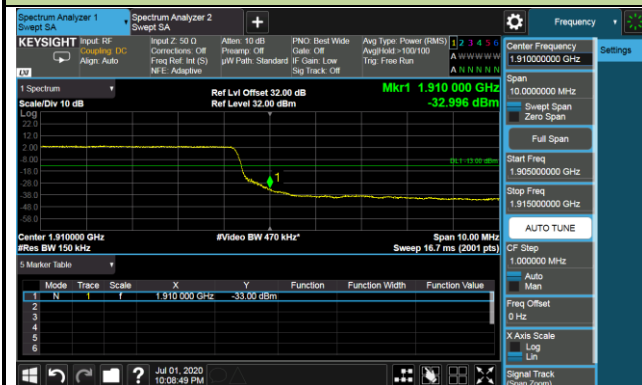 Spectrum Analyzer 1
Swept SA
Spectrum Analyzer 2
Swept SA
Frequency
KEYSIGHT
Input: RF
Coupling: DC
Align: Auto
Input Z: 50 Ω
Corrections: Off
Freq Ref: Int (S)
NFE: Adaptive
Atten: 10 dB
Preamp: Off
µW Path: Standard
PNO: Best Wide
Gate: Off
IF Gain: Low
Sig Track: Off
Avg Type: Power (RMS)
Avg|Hold:>100/100
Trig: Free Run
1 2 3 4 5 6
A W W W W W
A N N N N N
LXI
Center Frequency
1.910000000 GHz
Settings
Span
10.0000000 MHz
Swept Span
Zero Span
Full Span
Start Freq
1.905000000 GHz
Stop Freq
1.915000000 GHz
AUTO TUNE
CF Step
1.000000 MHz
Auto
Man
Freq Offset
0 Hz
X Axis Scale
Log
Lin
Signal Track
(Span Zoom)
1 Spectrum
Scale/Div 10 dB
Log
Ref Lvl Offset 32.00 dB
Ref Level 32.00 dBm
Mkr1 1.910 000 GHz
-32.996 dBm
22.0
12.0
2.00
-8.00
-18.0
-28.0
-38.0
-48.0
-58.0
DL1 -13.00 dBm
1
Center 1.910000 GHz
#Res BW 150 kHz
#Video BW 470 kHz*
Span 10.00 MHz
Sweep 16.7 ms (2001 pts)
5 Marker Table
Mode Trace Scale X Y Function Function Width Function Value
1 N 1 f 1.910 000 GHz -33.00 dBm
2
3
4
5
6
?
Jul 01, 2020
10:08:49 PM